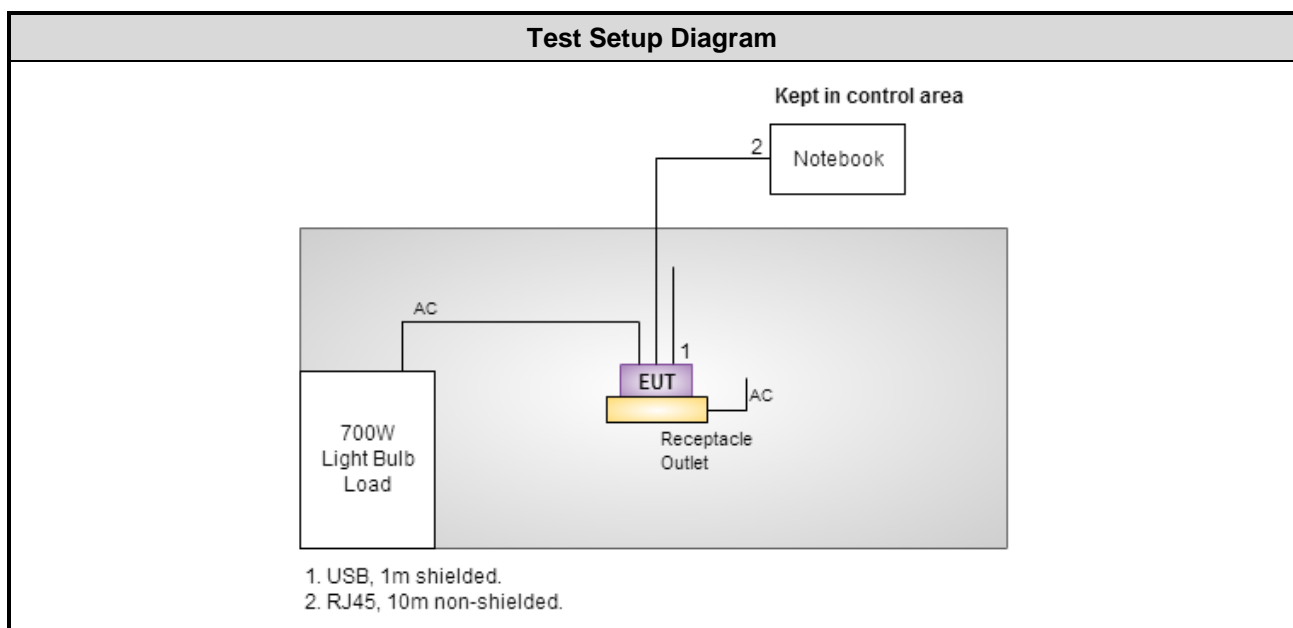 Test Setup Diagram
Kept in control area
2
Notebook
AC
1
EUT
AC
Receptacle
Outlet
700W
Light Bulb
Load
1. USB, 1m shielded.
2. RJ45, 10m non-shielded.